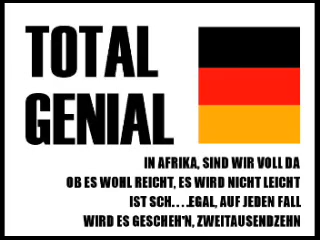 TOTAL
GENIAL
IN AFRIKA, SIND WIR VOLL DA
OB ES WOHL REICHT, ES WIRD NICHT LEICHT
IST SCH....EGAL, AUF JEDEN FALL
WIRD ES GESCHEH'N, ZWEITAUSENDZEHN